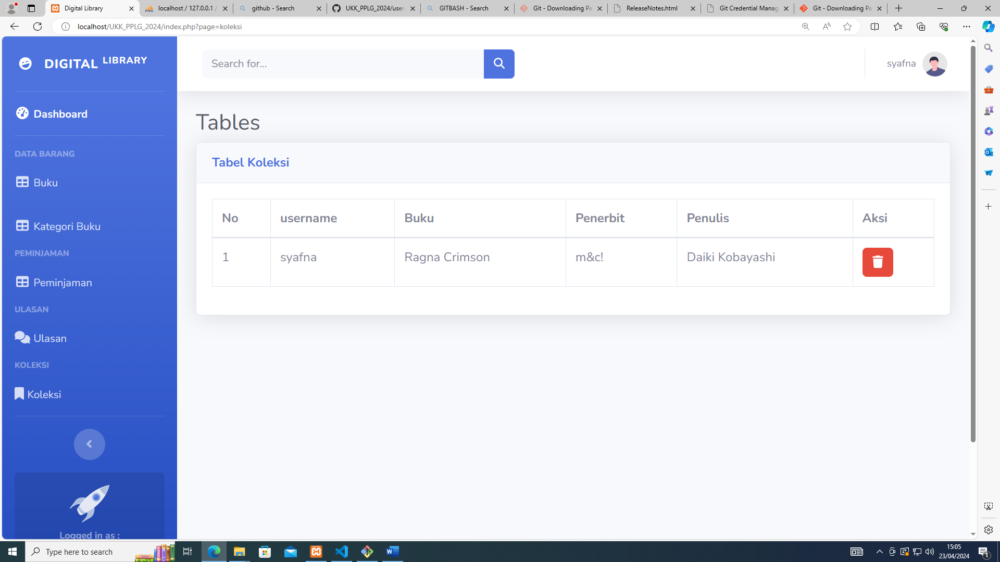 Digital Library
localhost / 127.0.0.1 /
github - Search
UKK_PPLG_2024/user-
GITBASH - Search
Git - Downloading Pa
ReleaseNotes.html
Git Credential Manag
Git - Downloading Pa
localhost/UKK_PPLG_2024/index.php?page=koleksi
DIGITAL LIBRARY
Search for...
syafna
Dashboard
Tables
DATA BARANG
Tabel Koleksi
Buku
No username Buku Penerbit Penulis Aksi
Kategori Buku
PEMINJAMAN
1 syafna Ragna Crimson m&c! Daiki Kobayashi
Peminjaman
ULASAN
Ulasan
KOLEKSI
Koleksi
Logged in as :
Type here to search
15:05
23/04/2024
1